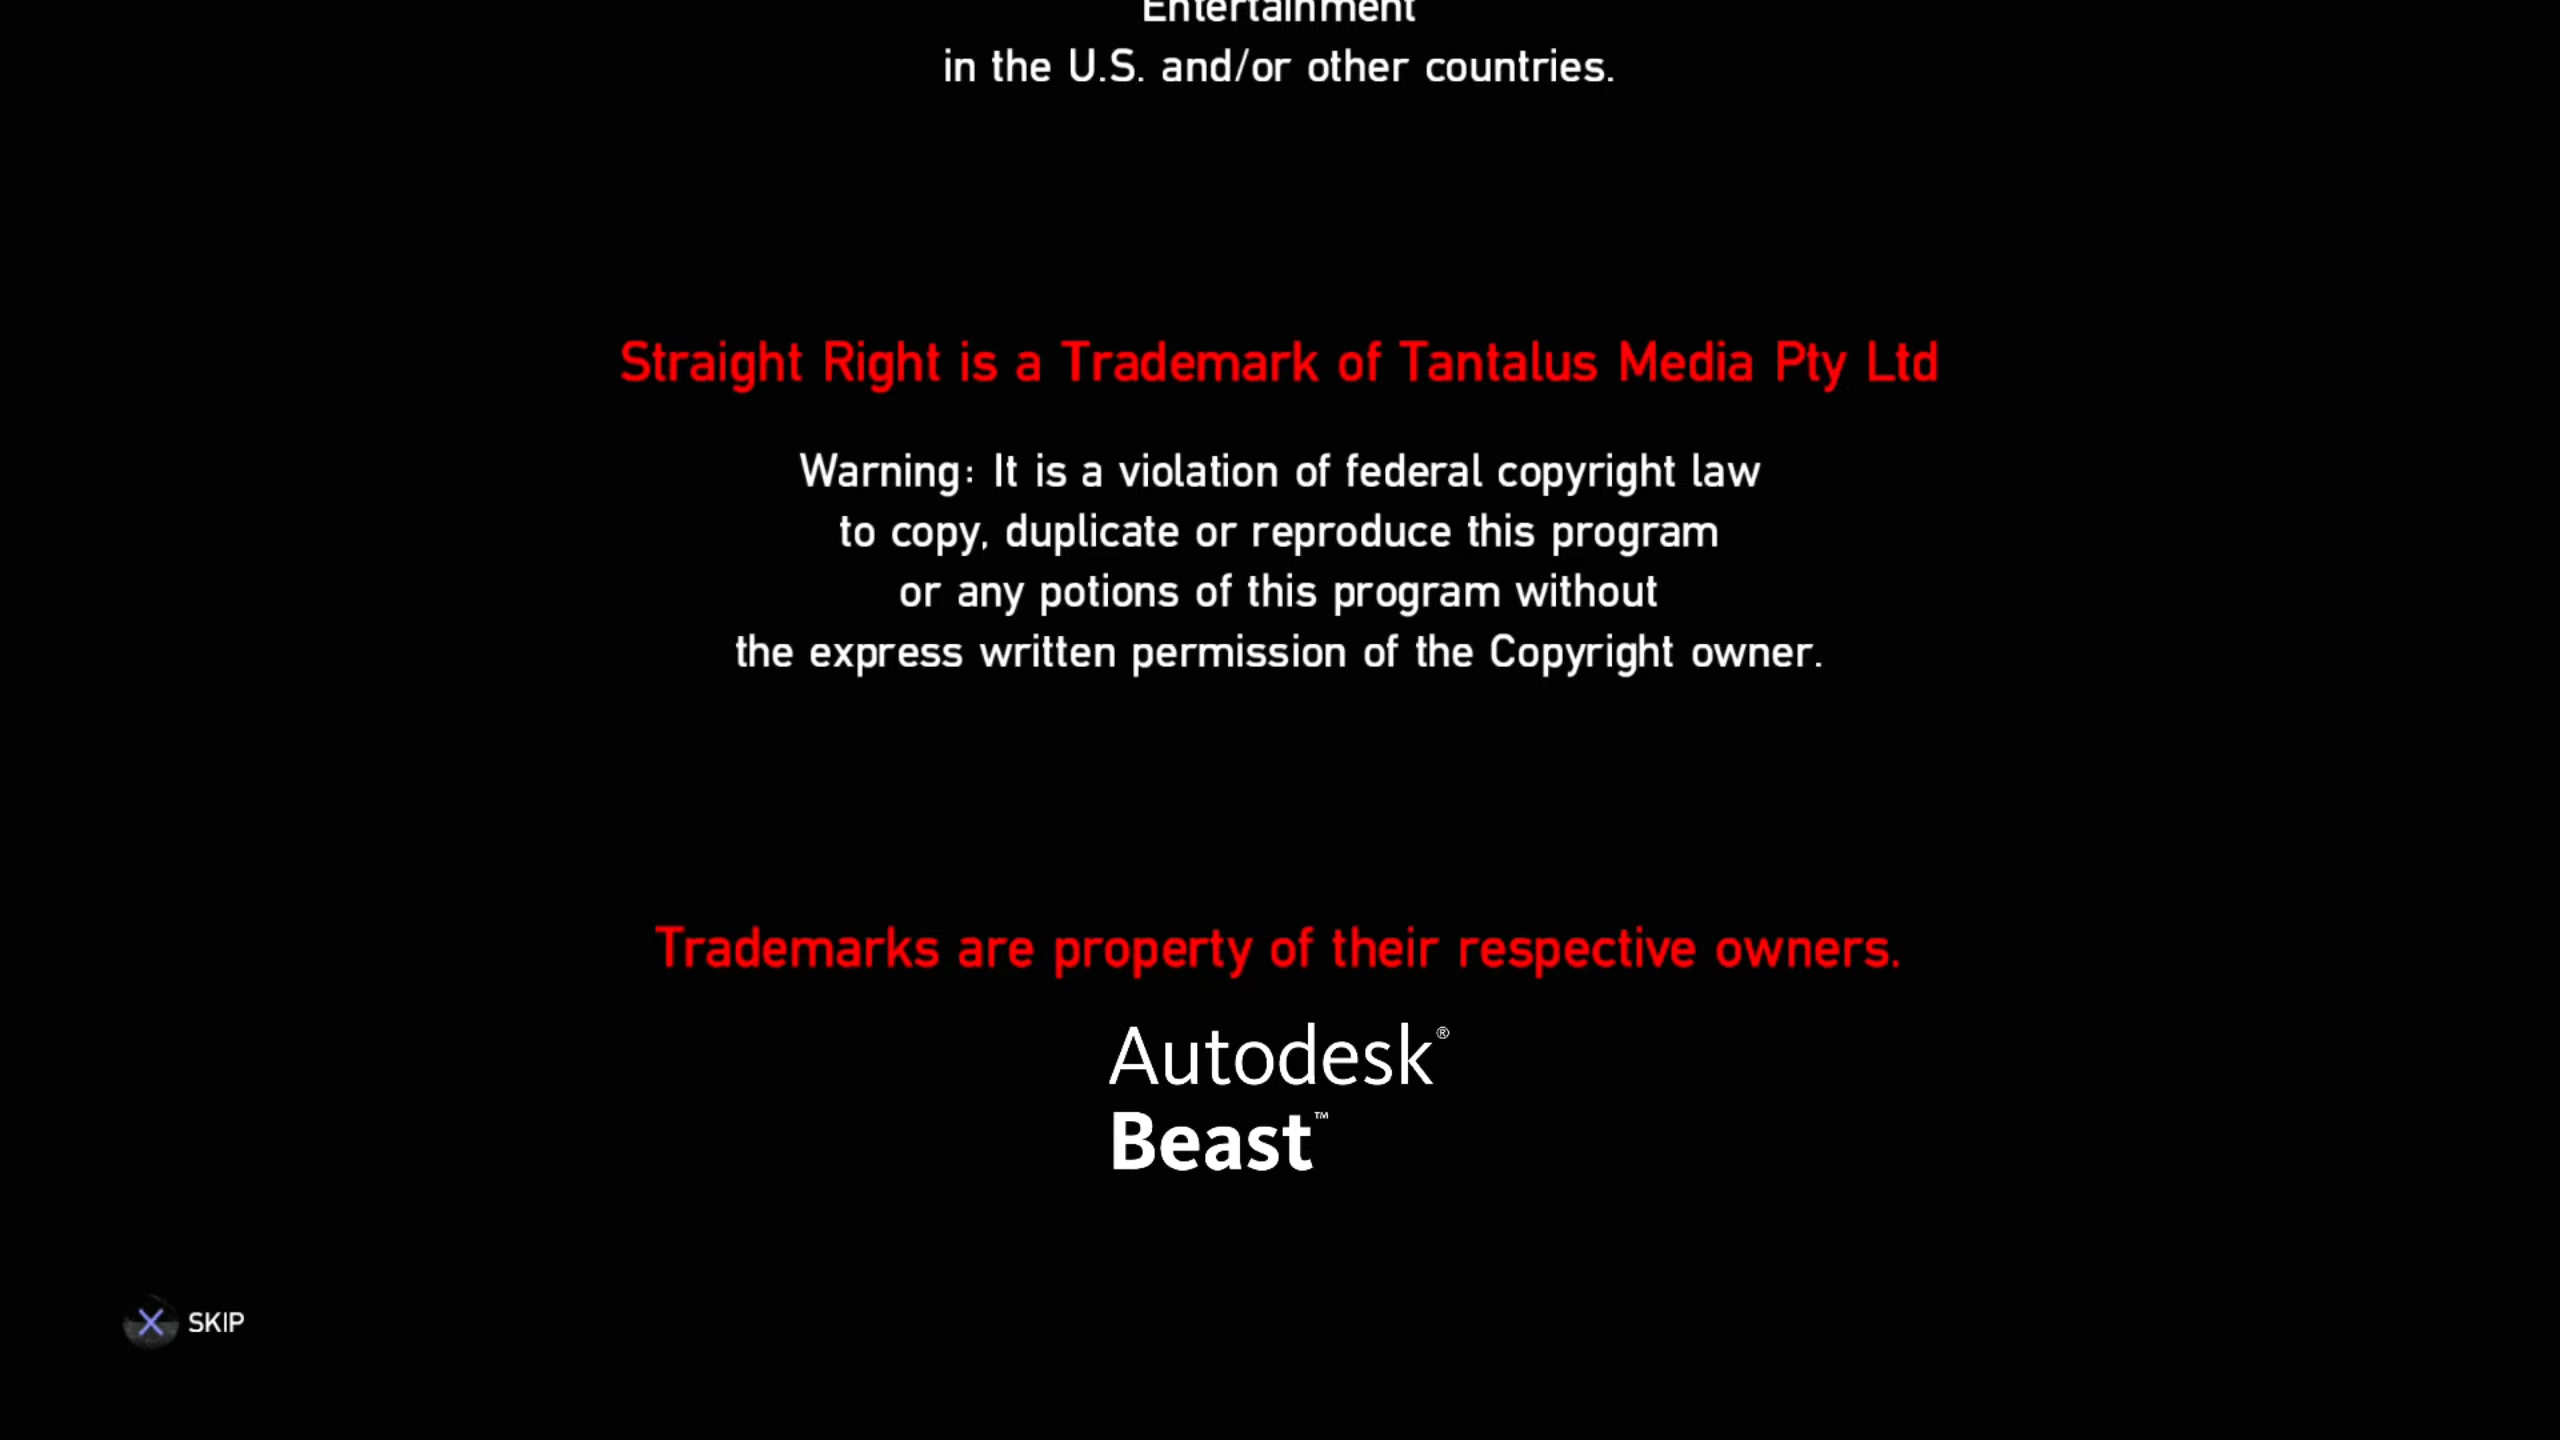 Entertainment
in the U.S. and/or other countries.
Straight Right is a Trademark of Tantalus Media Pty Ltd
Warning: It is a violation of federal copyright law
to copy, duplicate or reproduce this program
or any potions of this program without
the express written permission of the Copyright owner.
Trademarks are property of their respective owners.
Autodesk®
Beast™
SKIP